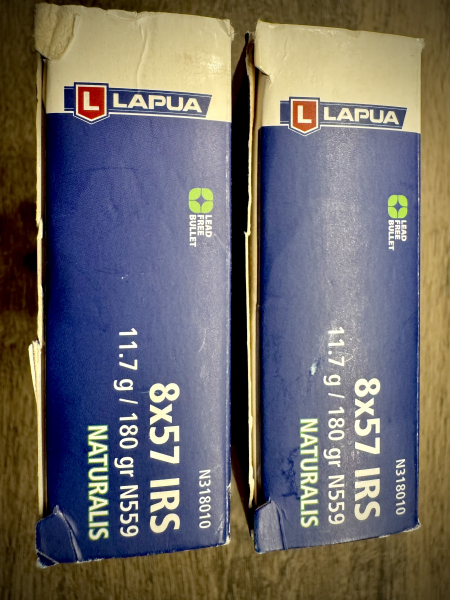 L LAPUA
LEAD
FREE
BULLET
N318010
8x57 IRS
11.7 g / 180 gr N559
NATURALIS
L LAPUA
LEAD
FREE
BULLET
N318010
8x57 IRS
11.7 g / 180 gr N559
NATURALIS